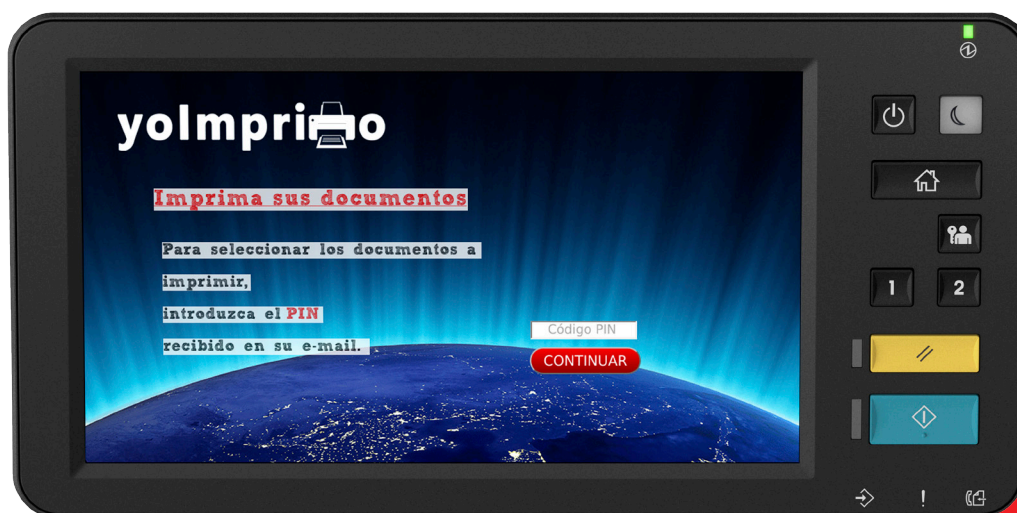 yoImprimo
Imprima sus documentos
Para seleccionar los documentos a
imprimir,
introduzca el PIN
recibido en su e-mail.
Código PIN
CONTINUAR
1 2